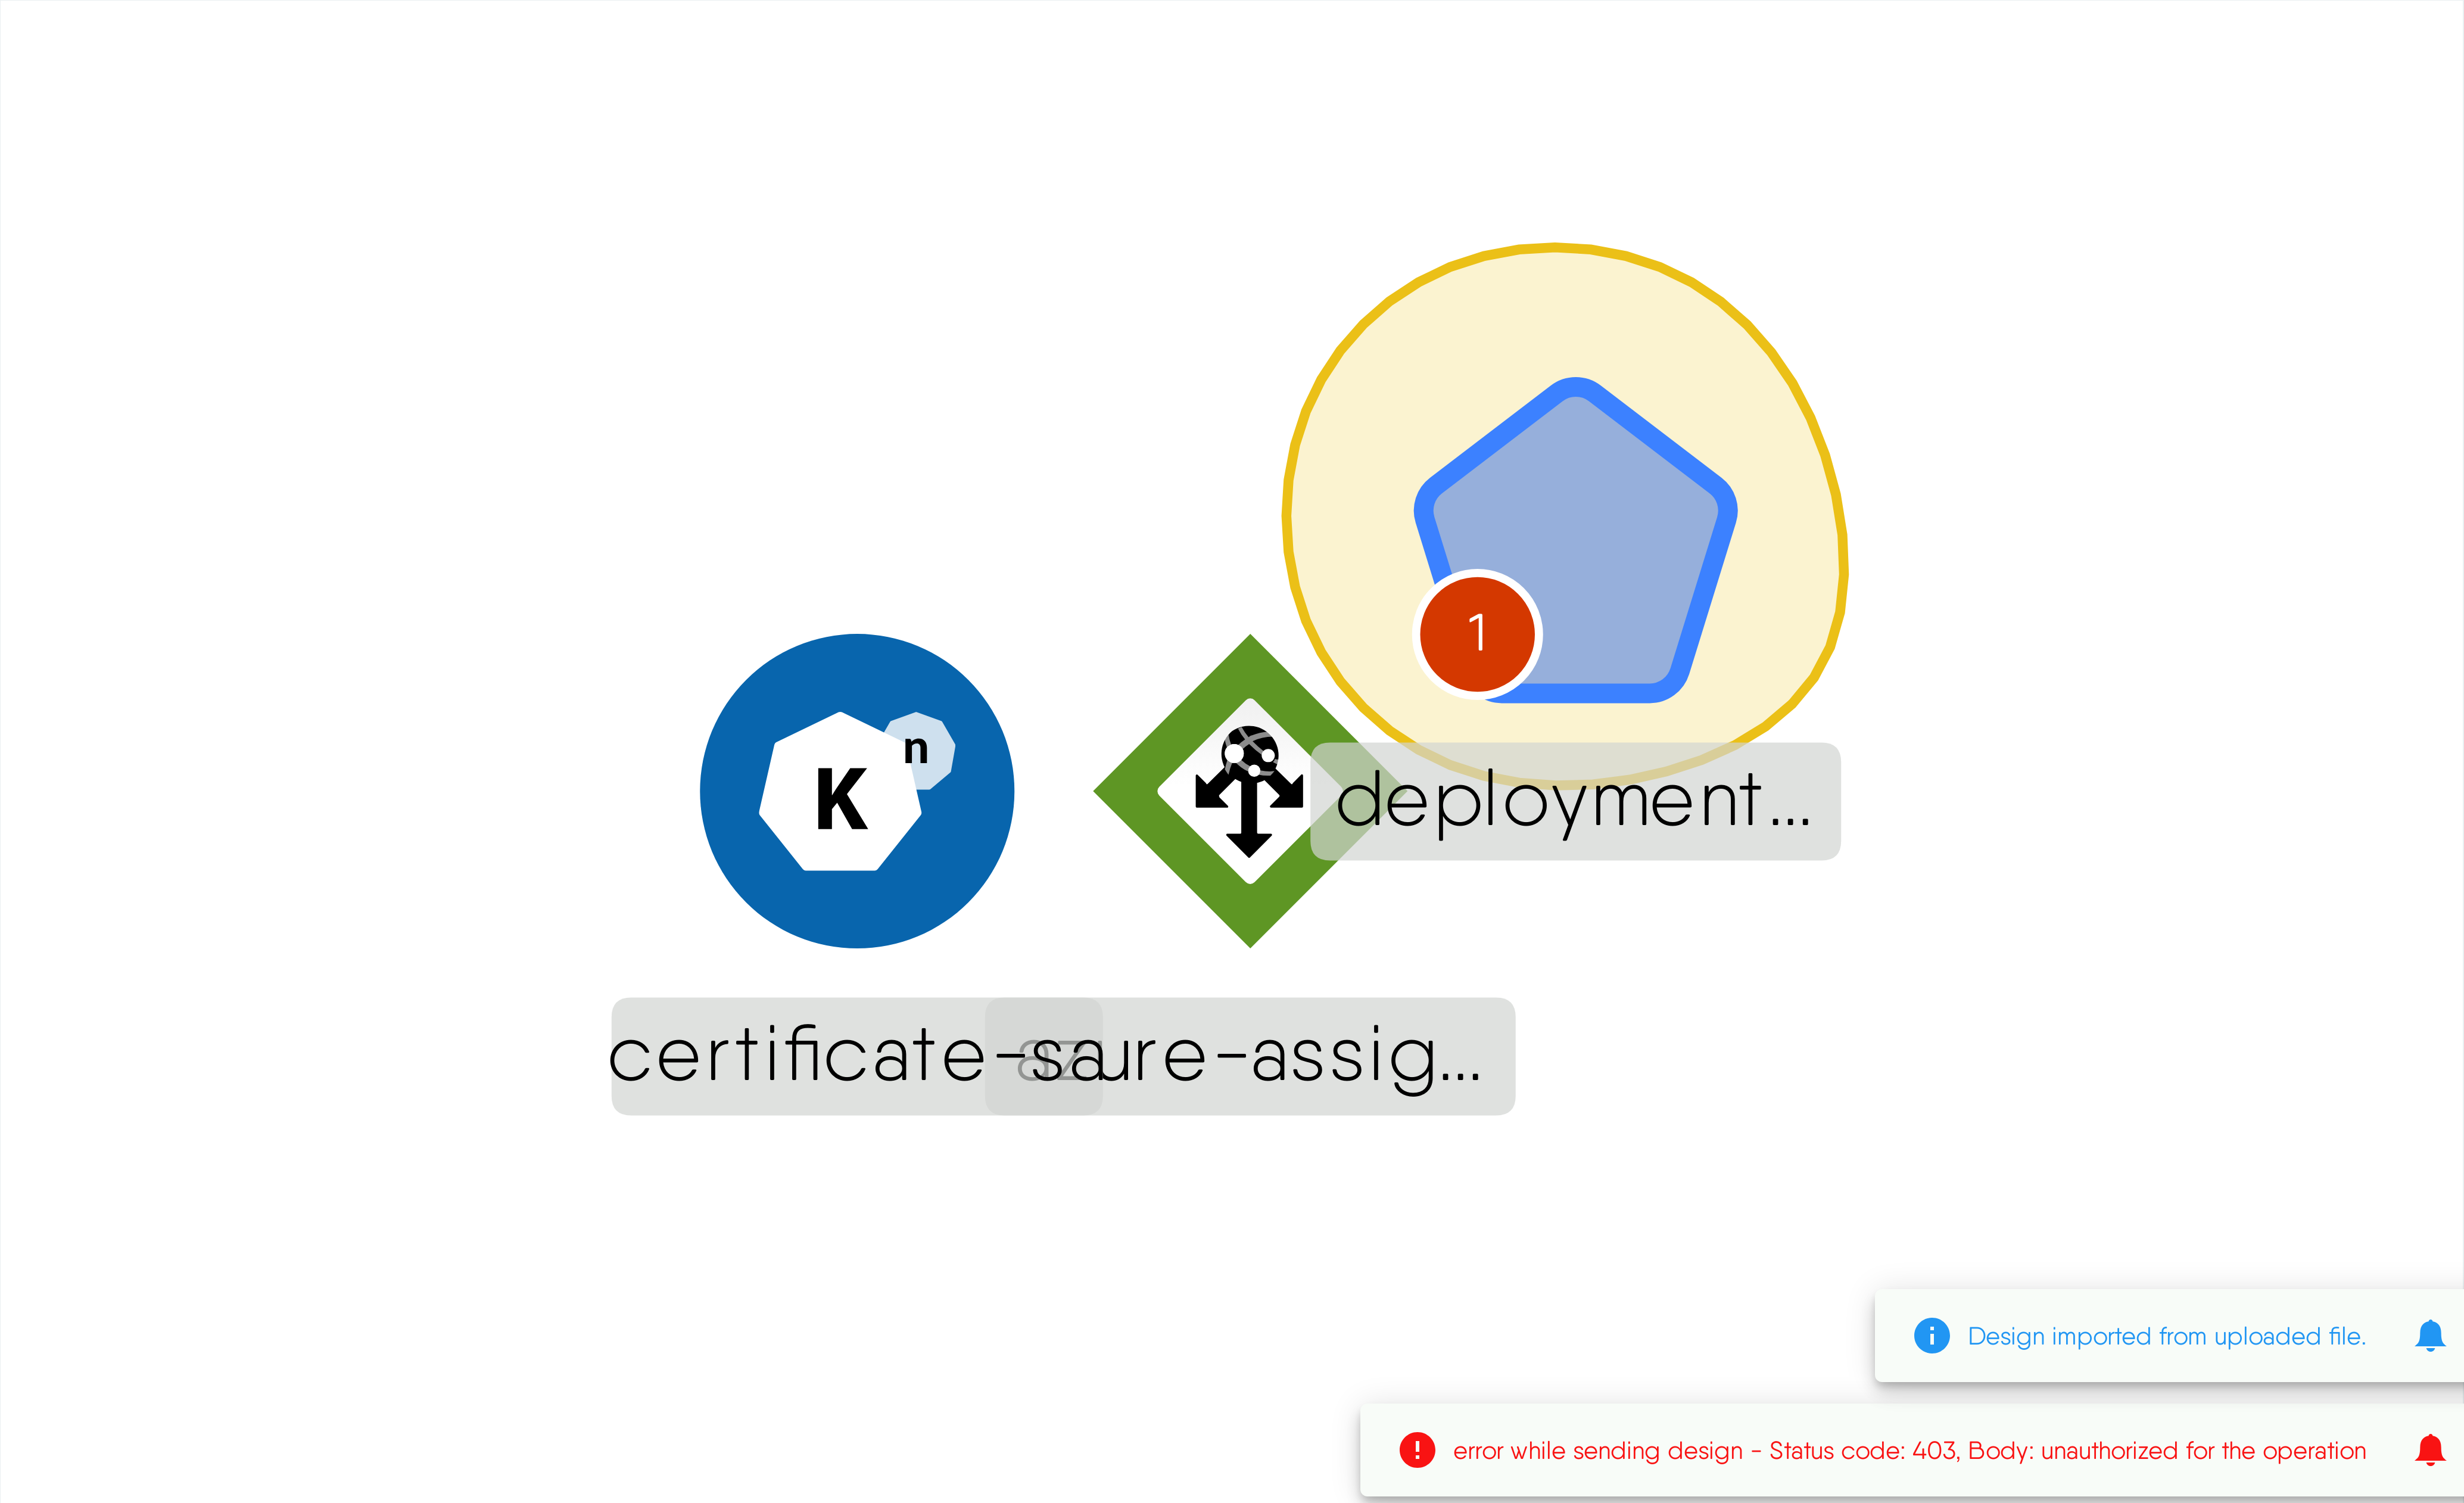 1
n
K
deployment...
certificate-sa
azure-assig...
Design imported from uploaded file.
error while sending design - Status code: 403, Body: unauthorized for the operation